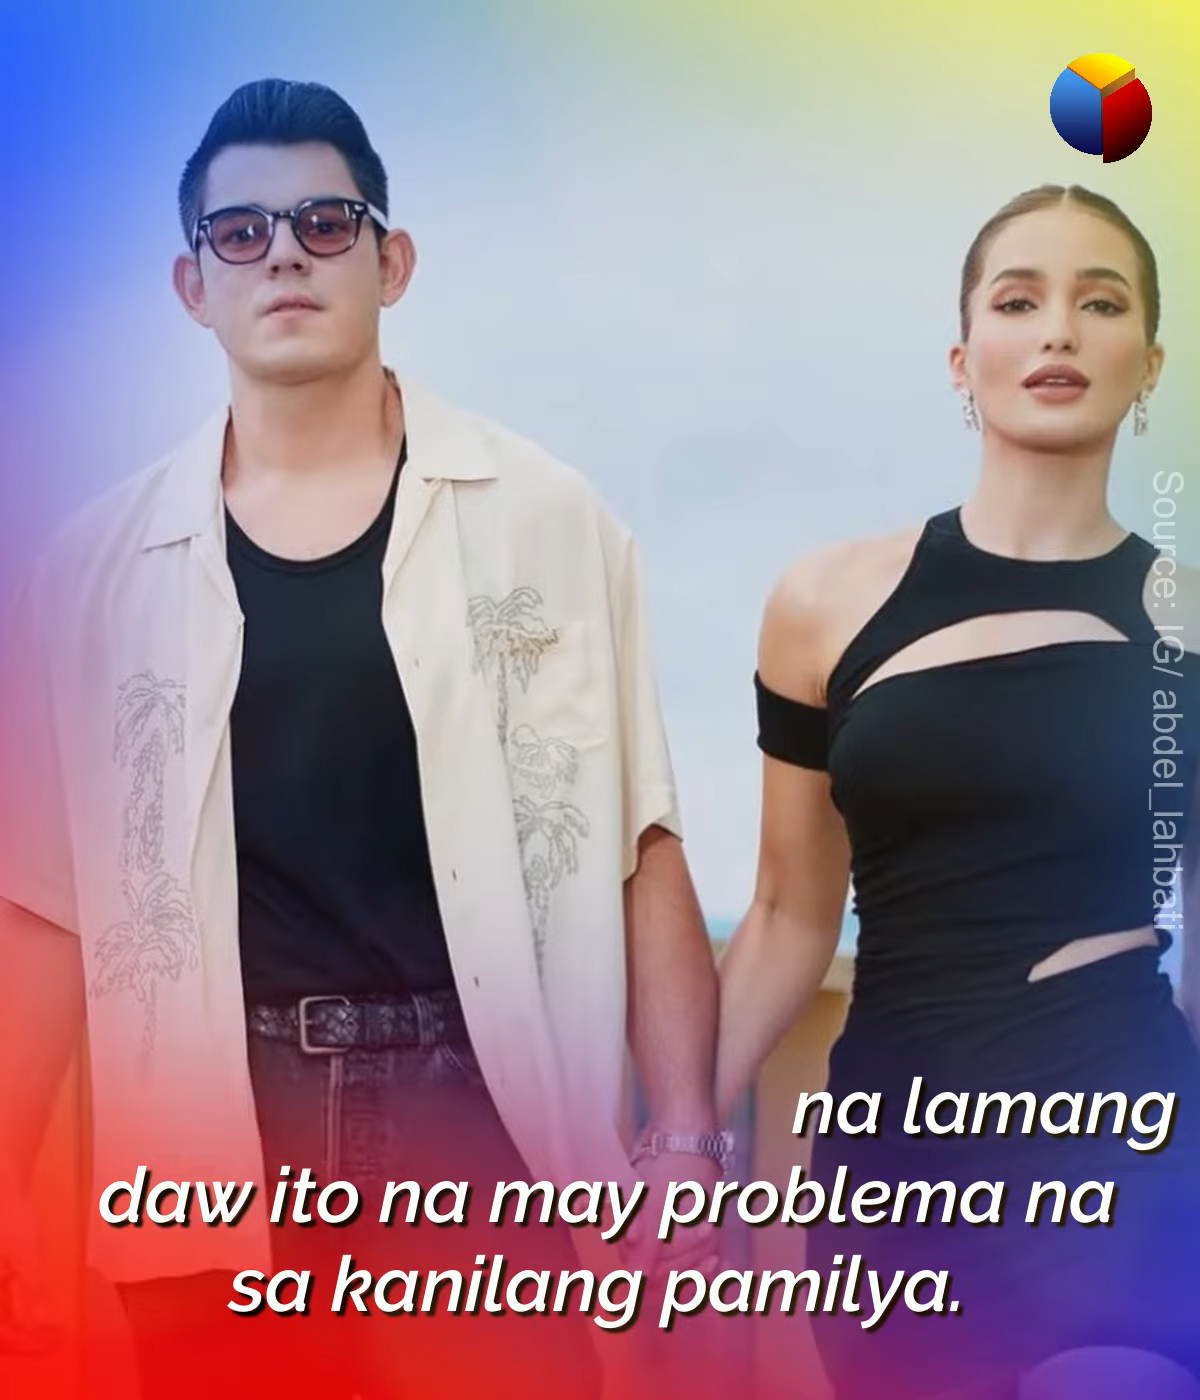 na lamang
daw ito na may problema na
sa kanilang pamilya.
Source: IG/ abdel_lahbati